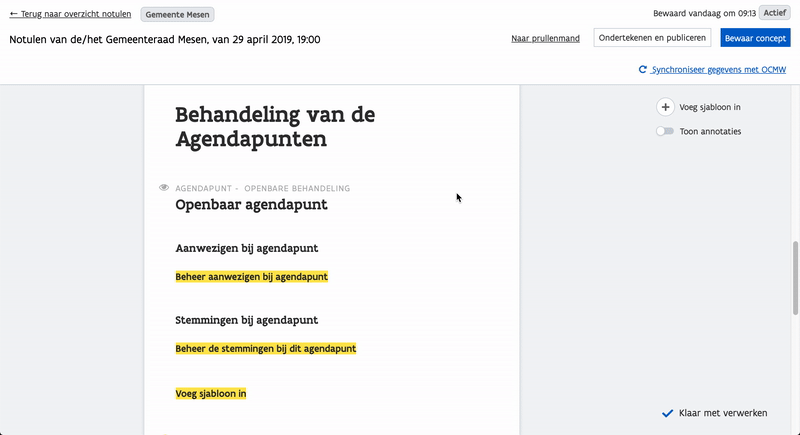 ← Terug naar overzicht notulen
Gemeente Mesen
Bewaard vandaag om 09:13
Actief
Notulen van de/het Gemeenteraad Mesen, van 29 april 2019, 19:00
Naar prullenmand
Ondertekenen en publiceren
Bewaar concept
Synchroniseer gegevens met OCMW
Behandeling van de
Agendapunten
Voeg sjabloon in
Toon annotaties
AGENDAPUNT - OPENBARE BEHANDELING
Openbaar agendapunt
Aanwezigen bij agendapunt
Beheer aanwezigen bij agendapunt
Stemmingen bij agendapunt
Beheer de stemmingen bij dit agendapunt
Voeg sjabloon in
Klaar met verwerken